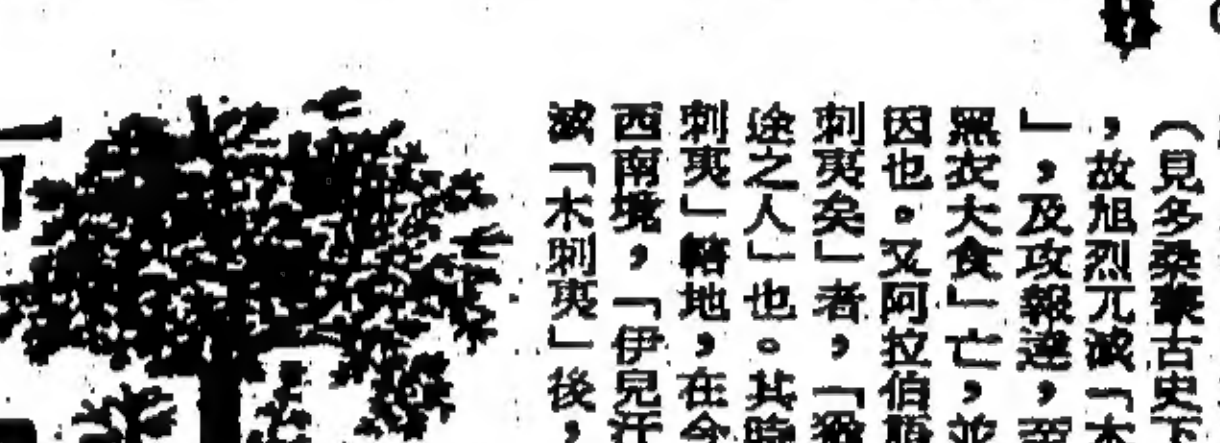 （見多桑蒙古史下
，故旭烈兀滅「木
」，及攻報達，
黑衣大食」亡，並
因也。又阿拉伯
刺夷矣」者，「
途之人」也。其時
刺夷」轄地，在今
西南境，「伊兒汗
滅「木刺夷」後，